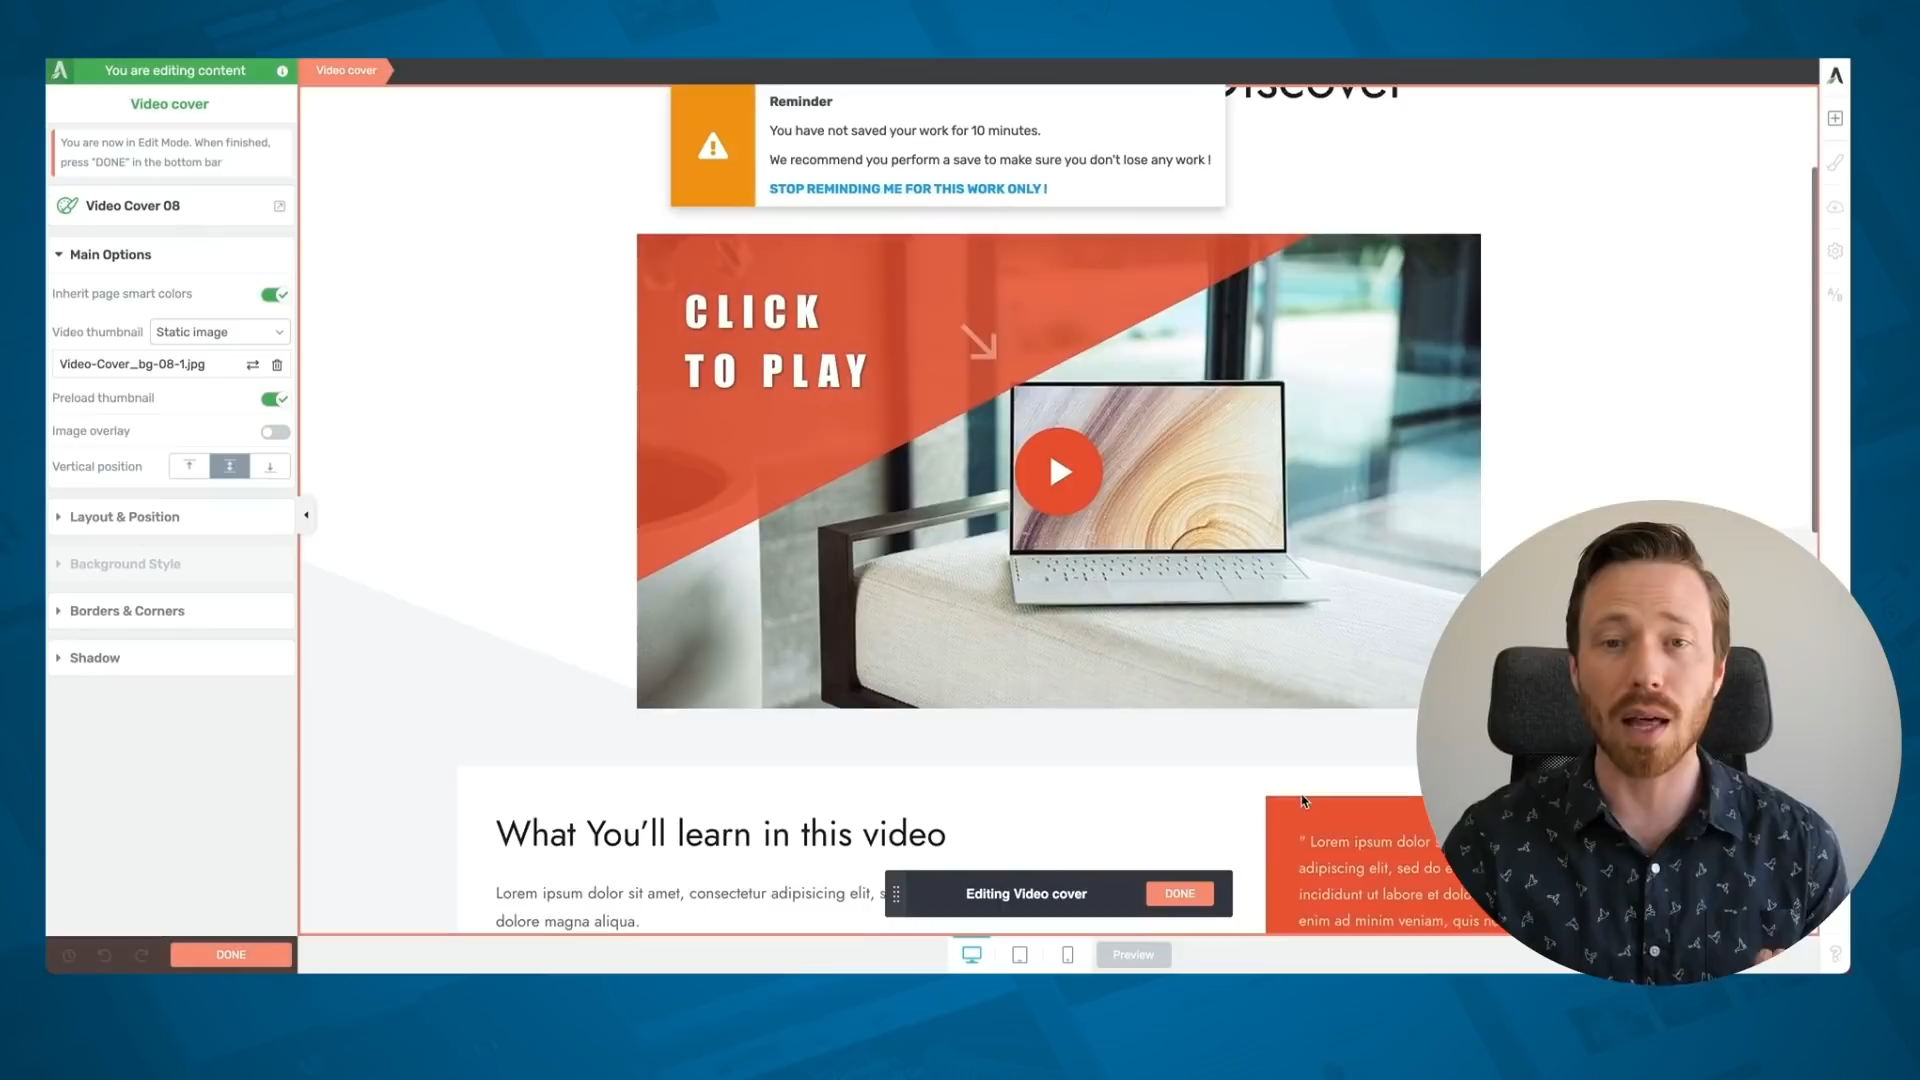 You are editing content
Video cover
Video cover
You are now in Edit Mode. When finished,
press "DONE" in the bottom bar
Video Cover 08
Main Options
Inherit page smart colors
Video thumbnail
Static image
Video-Cover_bg-08-1.jpg
Preload thumbnail
Image overlay
Vertical position
Layout & Position
Background Style
Borders & Corners
Shadow
DONE
Discover
Reminder
You have not saved your work for 10 minutes.
We recommend you perform a save to make sure you don't lose any work !
STOP REMINDING ME FOR THIS WORK ONLY !
CLICK
TO PLAY
What You'll learn in this video
Lorem ipsum dolor sit amet, consectetur adipisicing elit,
dolore magna aliqua.
Editing Video cover
DONE
" Lorem ipsum dolor
adipiscing elit, sed do
incididunt ut labore et
enim ad minim veniam, quis
Preview
A/B